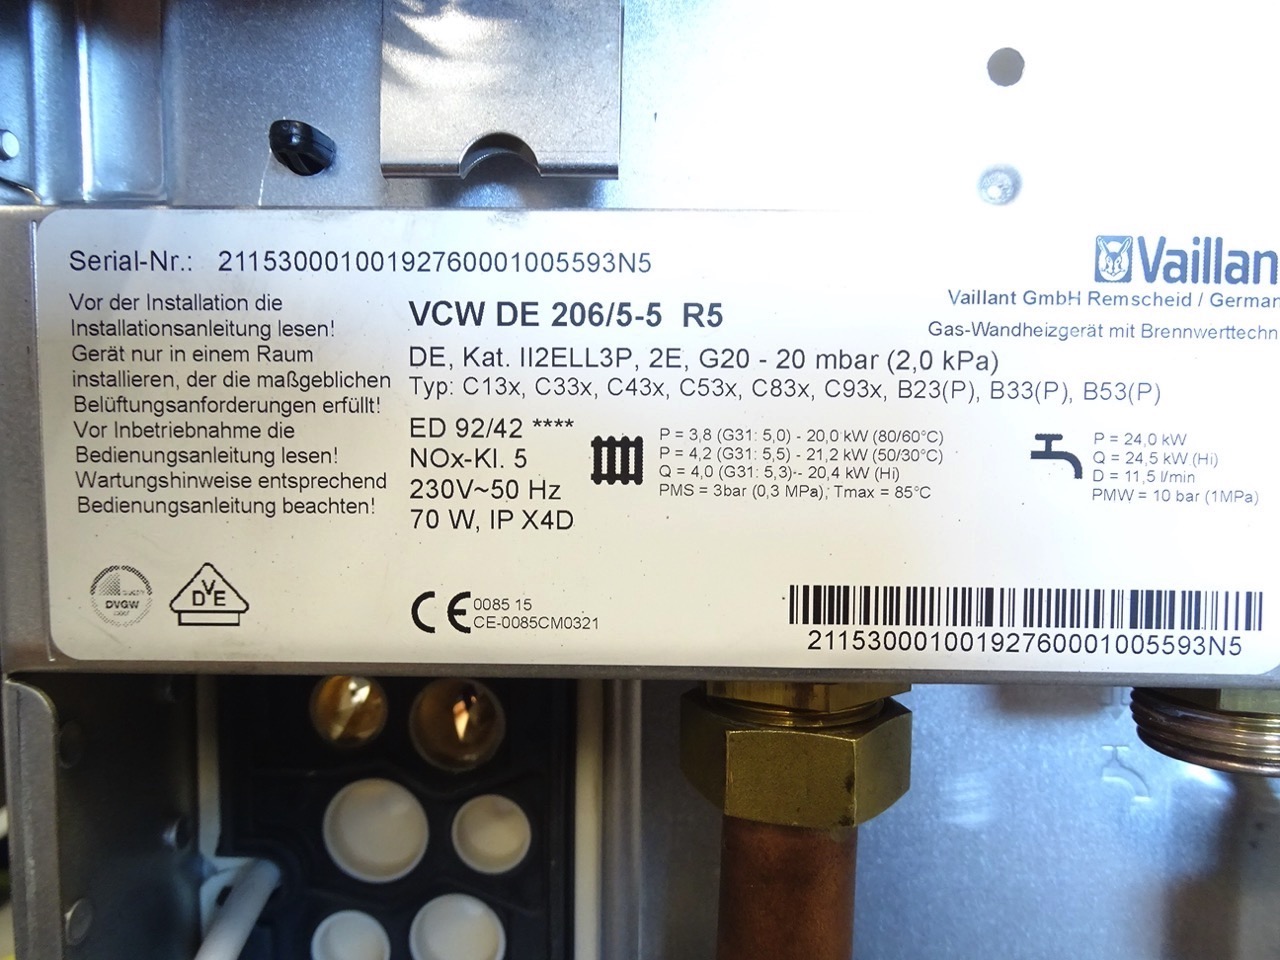 Serial-Nr.: 21153000100192760001005593N5
Vor der Installation die
Installationsanleitung lesen!
Gerät nur in einem Raum
installieren, der die maßgeblichen
Belüftungsanforderungen erfüllt!
Vor Inbetriebnahme die
Bedienungsanleitung lesen!
Wartungshinweise entsprechend
Bedienungsanleitung beachten!
VCW DE 206/5-5 R5
DE, Kat. II2ELL3P, 2E, G20 - 20 mbar (2,0 kPa)
Typ: C13x, C33x, C43x, C53x, C83x, C93x, B23(P), B33(P), B53(P)
ED 92/42 ****
NOx-Kl. 5
230V~50 Hz
70 W, IP X4D
P = 3,8 (G31: 5,0) - 20,0 kW (80/60°C)
P = 4,2 (G31: 5,5) - 21,2 kW (50/30°C)
Q = 4,0 (G31: 5,3) - 20,4 kW (Hi)
PMS = 3bar (0,3 MPa), Tmax = 85°C
Vaillan
Vaillant GmbH Remscheid / German
Gas-Wandheizgerät mit Brennwerttechn
P = 24,0 kW
Q = 24,5 kW (Hi)
D = 11,5 l/min
PMW = 10 bar (1MPa)
DVGW
DVE
CE 0085 15
CE-0085CM0321
21153000100192760001005593N5